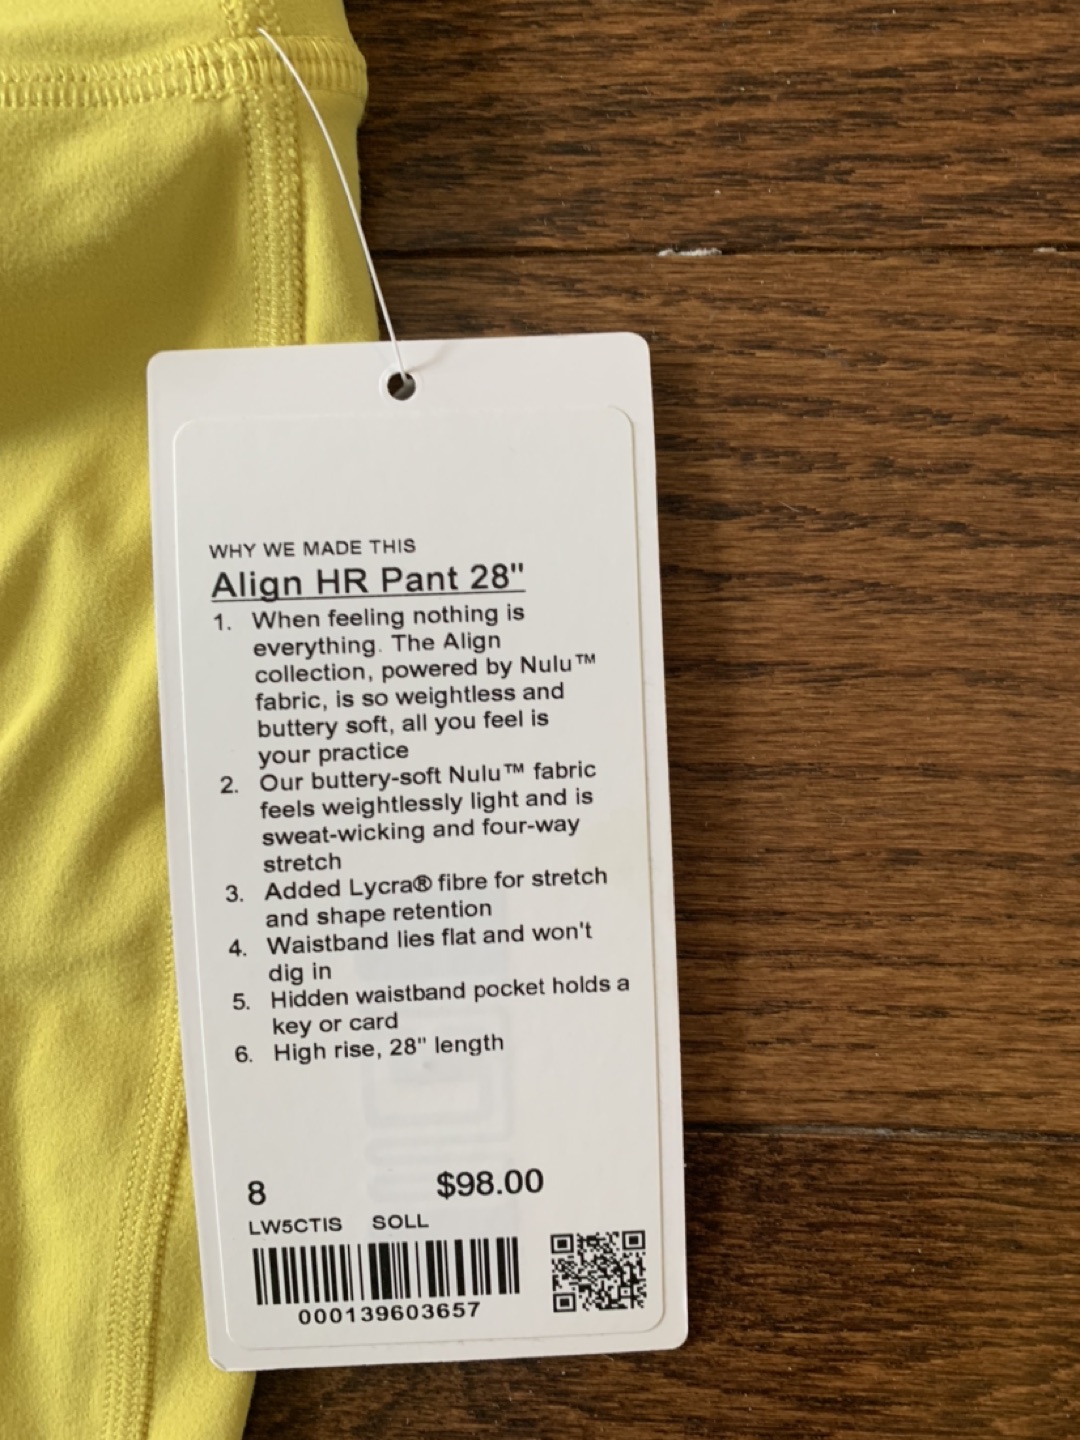 WHY WE MADE THIS
Align HR Pant 28"
1. When feeling nothing is
everything. The Align
collection, powered by Nulu™
fabric, is so weightless and
buttery soft, all you feel is
your practice
2. Our buttery-soft Nulu™ fabric
feels weightlessly light and is
sweat-wicking and four-way
stretch
3. Added Lycra® fibre for stretch
and shape retention
4. Waistband lies flat and won't
dig in
5. Hidden waistband pocket holds a
key or card
6. High rise, 28" length
8 $98.00
LW5CTIS SOLL
000139603657